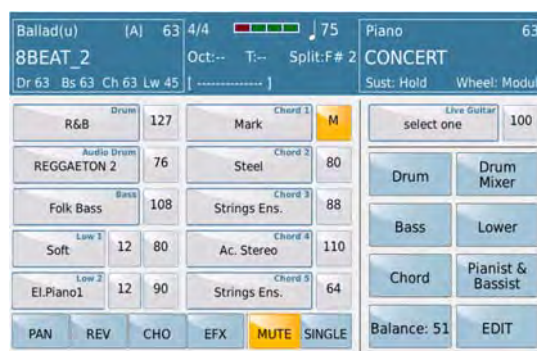 Ballad(u) [A] 63 4/4 75 Piano 63
8BEAT_2 Oct:-- T:-- Split:F# 2 CONCERT
Dr 63 Bs 63 Ch 63 Lw 45 [ ------------- ] Sust: Hold Wheel: Modul
Drum Chord 1 Live Guitar
R&B 127 Mark M select one 100
Audio Drum Chord 2
REGGAETON 2 76 Steel 80 Drum Drum Mixer
Bass Chord 3
Folk Bass 108 Strings Ens. 88 Bass Lower
Low 1 Chord 4
Soft 12 80 Ac. Stereo 110 Chord Pianist & Bassist
Low 2 Chord 5
El.Piano1 12 90 Strings Ens. 64
PAN REV CHO EFX MUTE SINGLE Balance: 51 EDIT